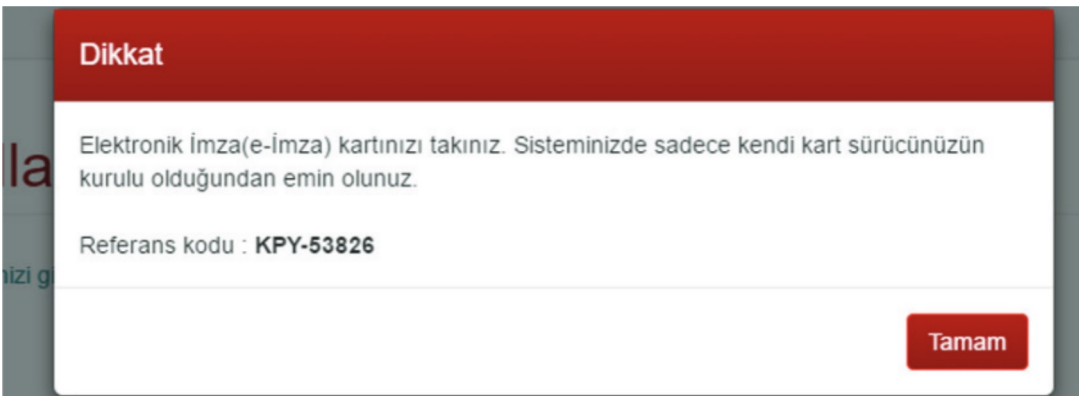 Dikkat
Elektronik İmza(e-İmza) kartınızı takınız. Sisteminizde sadece kendi kart sürücünüzün
kurulu olduğundan emin olunuz.
Referans kodu : KPY-53826
Tamam